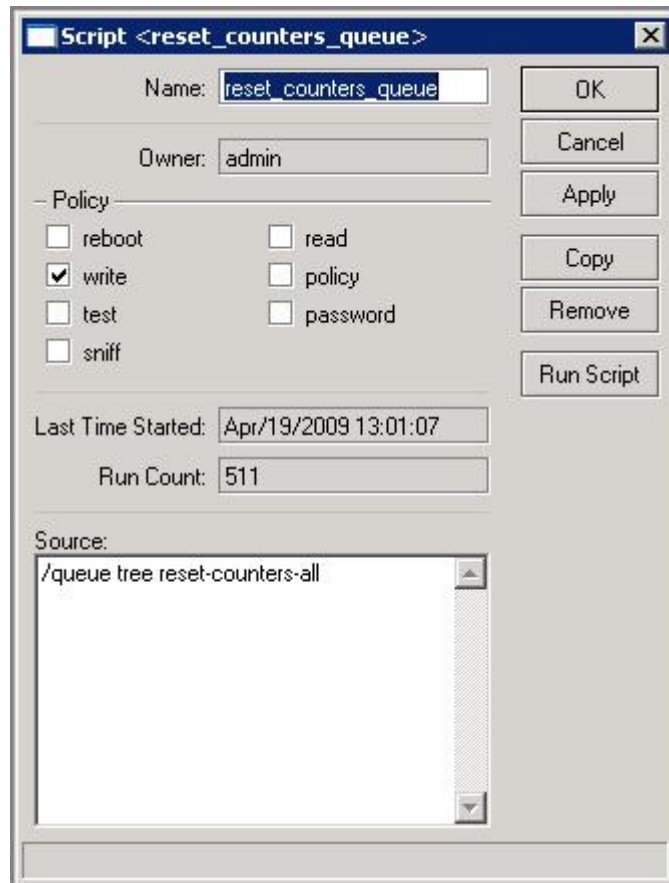 Script <reset_counters_queue>
Name: reset_counters_queue
OK
Owner: admin
Cancel
Policy
Apply
reboot read
write policy
Copy
test password
Remove
sniff
Run Script
Last Time Started: Apr/19/2009 13:01:07
Run Count: 511
Source:
/queue tree reset-counters-all